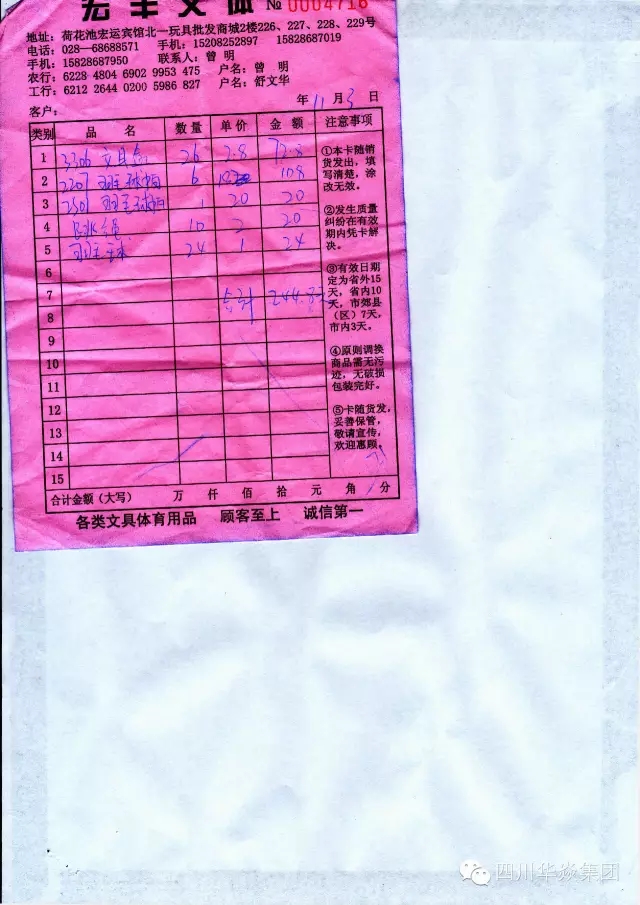 宏丰文体 № 0004716
地址：荷花池宏运宾馆北一玩具批发商城2楼226、227、228、229号
电话：028—68688571 手机：15208252897 15828687019
手机：15828687950 联系人：曾 明
农行：6228 4804 6902 9953 475 户名：曾 明
工行：6212 2644 0200 5986 827 户名：舒文华
客户： 年 11 月 3 日
类别 品 名 数量 单价 金 额 注意事项
1 3306 文具盒 26 2.8 72.8
2 2207 羽毛球拍 6 108
3 2501 羽毛球拍 1 20 20
4 跳绳 10 2 20
5 羽毛球 24 1 24
6
7 合计 244.8元
8
9
10
11
12
13
14
15
①本卡随销
货发出，填
写清楚，涂
改无效。
②发生质量
纠纷在有效
期内凭卡解
决。
③有效日期
定为省外15
天，省内10
天，市郊县
（区）7天，
市内3天。
④原则调换
商品需无污
迹，无破损
包装完好。
⑤卡随货发，
妥善保管，
敬请宣传，
欢迎惠顾。
合计金额（大写） 万 仟 佰 拾 元 角 分
各类文具体育用品 顾客至上 诚信第一
四川华焱集团